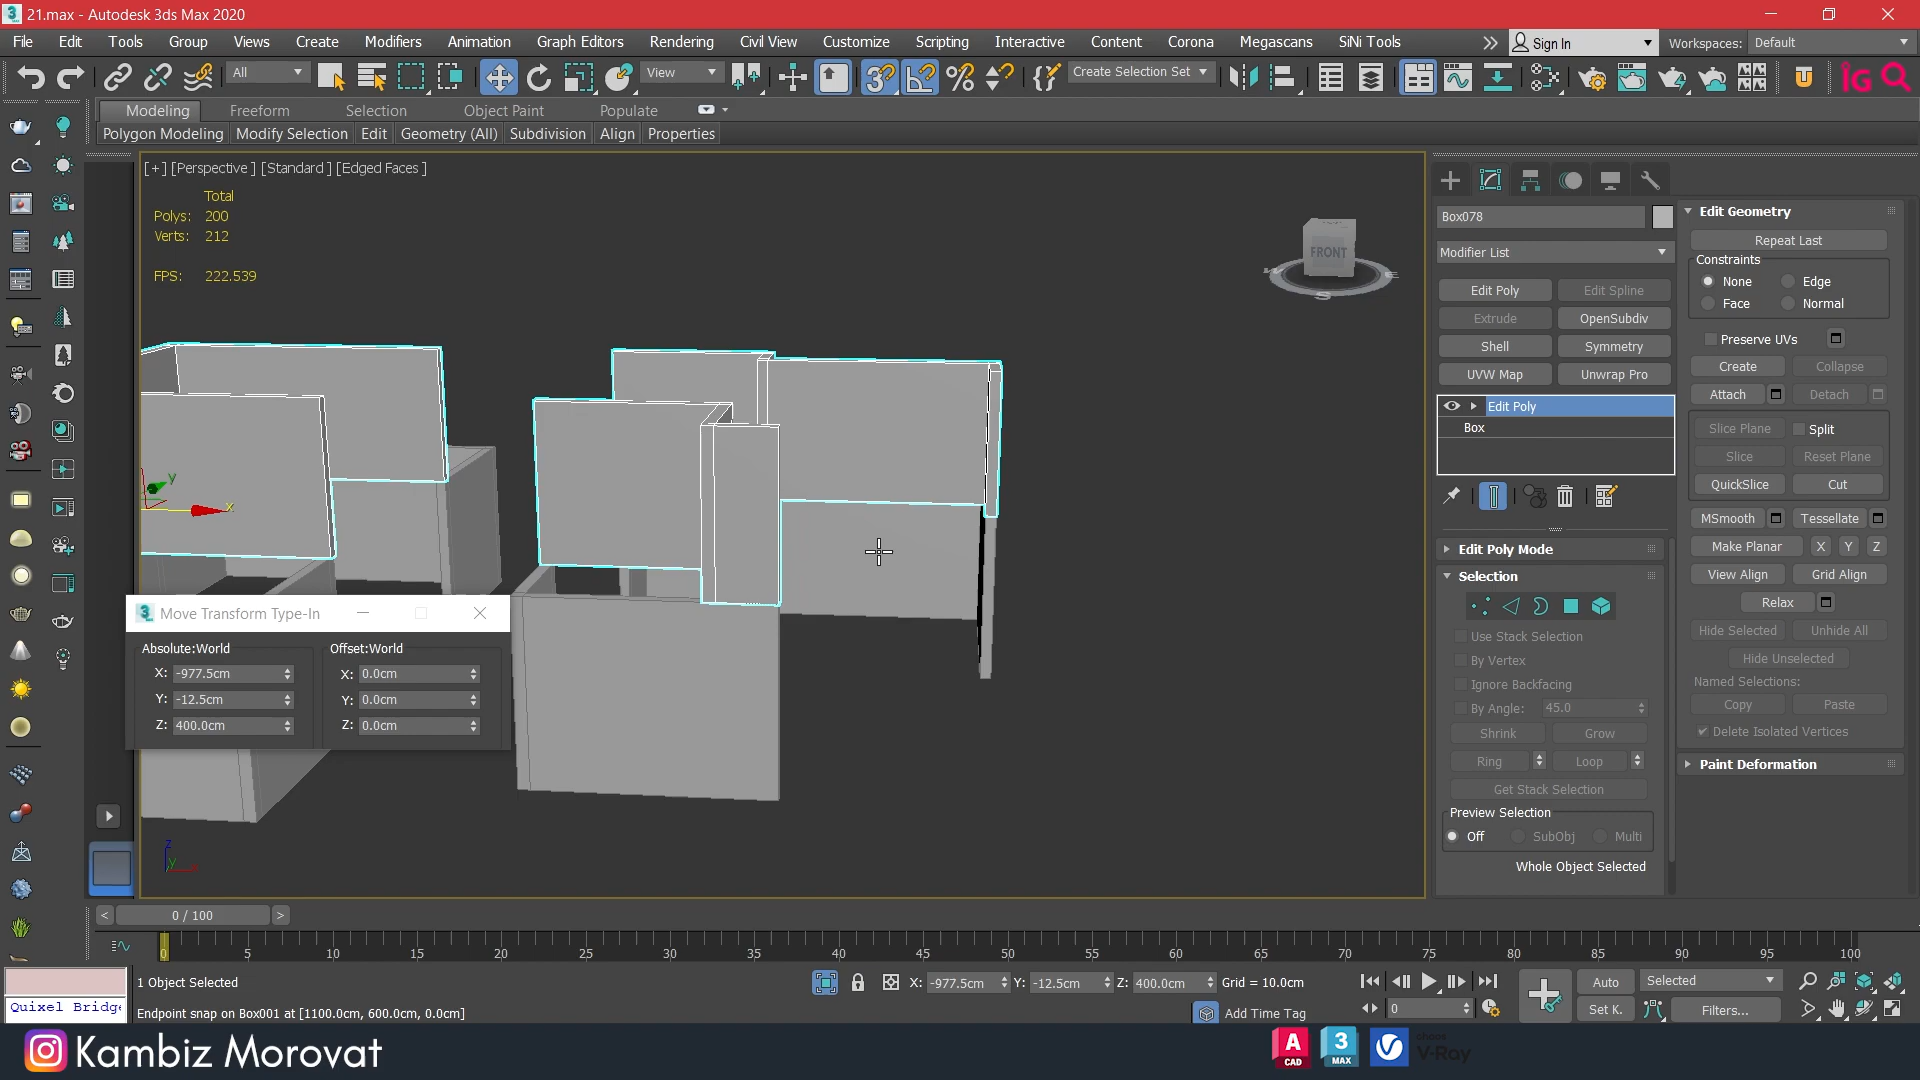 21.max - Autodesk 3ds Max 2020
File Edit Tools Group Views Create Modifiers Animation Graph Editors Rendering Civil View Customize Scripting Interactive Content Corona Megascans SiNi Tools
Sign In
Workspaces: Default
All
View
Create Selection Set
Modeling Freeform Selection Object Paint Populate
Polygon Modeling Modify Selection Edit Geometry (All) Subdivision Align Properties
[+] [Perspective ] [Standard ] [Edged Faces ]
Total
Polys: 200
Verts: 212
FPS: 222.539
FRONT
S
x
y
Move Transform Type-In
Absolute:World
X: -977.5cm
Y: -12.5cm
Z: 400.0cm
Offset:World
X: 0.0cm
Y: 0.0cm
Z: 0.0cm
z
y
Box078
Modifier List
Edit Poly Edit Spline
Extrude OpenSubdiv
Shell Symmetry
UVW Map Unwrap Pro
Edit Poly
Box
Edit Poly Mode
Selection
Use Stack Selection
By Vertex
Ignore Backfacing
By Angle: 45.0
Shrink Grow
Ring Loop
Get Stack Selection
Preview Selection
Off SubObj Multi
Whole Object Selected
Edit Geometry
Repeat Last
Constraints
None Edge
Face Normal
Preserve UVs
Create Collapse
Attach Detach
Slice Plane Split
Slice Reset Plane
QuickSlice Cut
MSmooth Tessellate
Make Planar X Y Z
View Align Grid Align
Relax
Hide Selected Unhide All
Hide Unselected
Named Selections:
Copy Paste
Delete Isolated Vertices
Paint Deformation
< 0 / 100 >
0 5 10 15 20 25 30 35 40 45 50 55 60 65 70 75 80 85 90 95 100
1 Object Selected
X: -977.5cm Y: -12.5cm Z: 400.0cm Grid = 10.0cm
Auto Selected
Endpoint snap on Box001 at [1100.0cm, 600.0cm, 0.0cm]
Add Time Tag
0
Set K. Filters...
Kambiz Morovat
A CAD
3 MAX
V-Ray